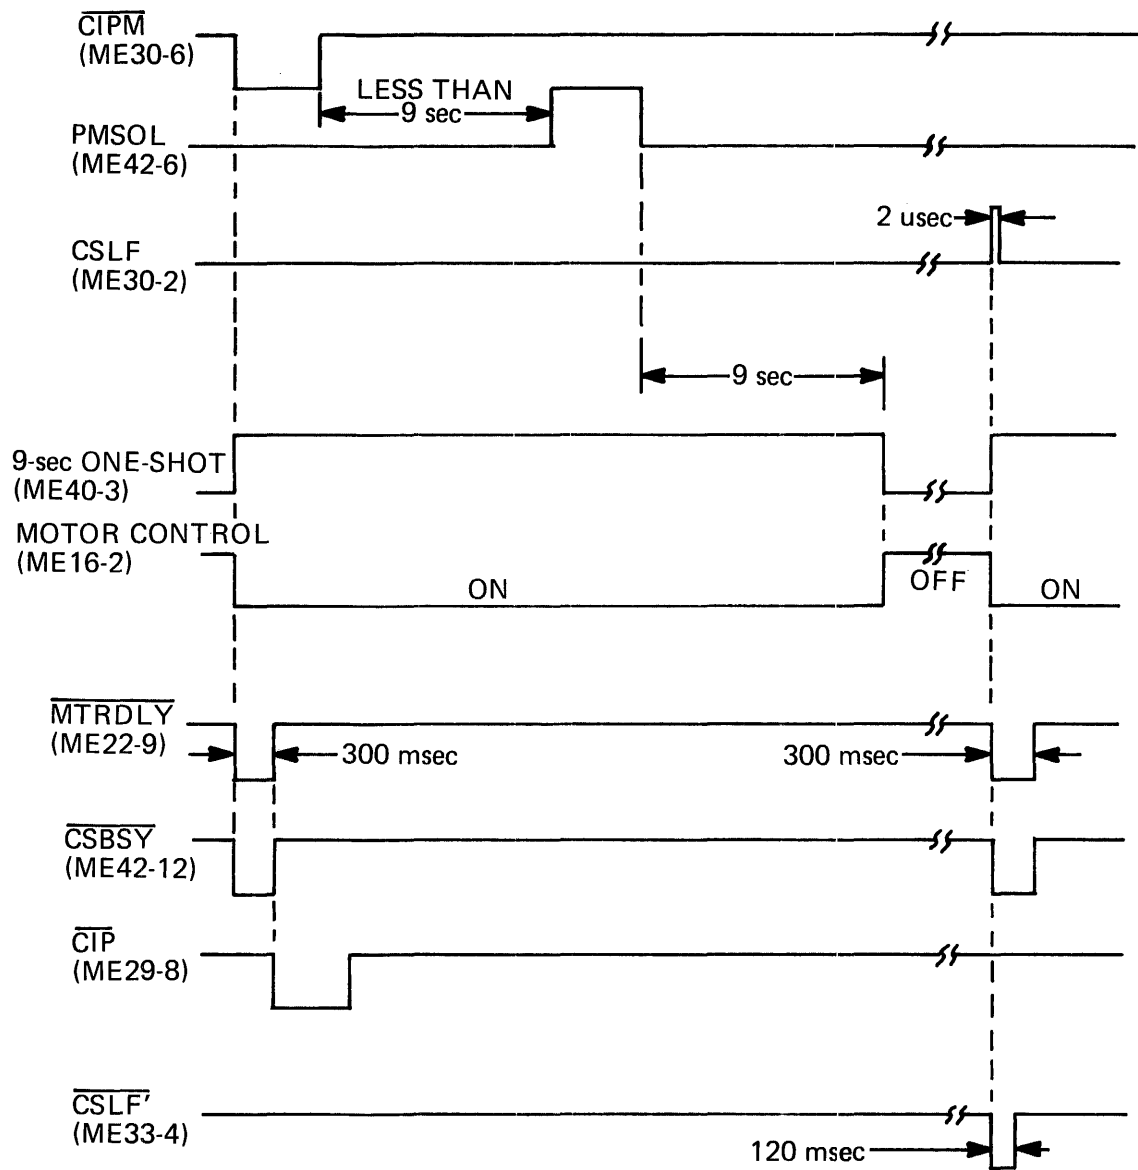 CIPM
(ME30-6)
LESS THAN
9 sec
PMSOL
(ME42-6)
2 usec
CSLF
(ME30-2)
9 sec
9-sec ONE-SHOT
(ME40-3)
MOTOR CONTROL
(ME16-2)
ON
OFF
ON
MTRDLY
(ME22-9)
300 msec
300 msec
CSBSY
(ME42-12)
CIP
(ME29-8)
CSLF'
(ME33-4)
120 msec